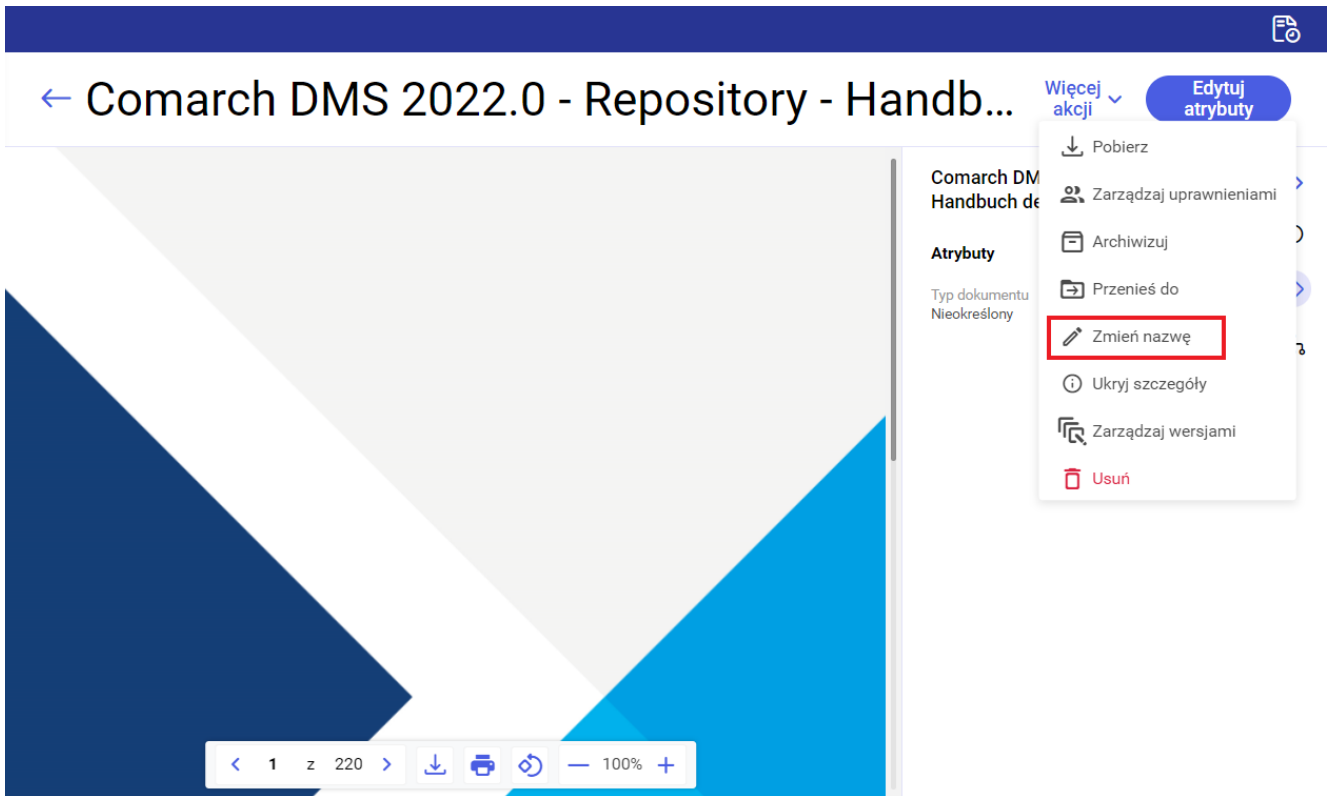 Comarch DMS 2022.0 - Repository - Handb...
Więcej
akcji
Edytuj
atrybuty
Pobierz
Zarządzaj uprawnieniami
Archiwizuj
Przenieś do
Zmień nazwę
Ukryj szczegóły
Zarządzaj wersjami
Usuń
Comarch DM
Handbuch de
Atrybuty
Typ dokumentu
Nieokreślony
1 z 220
100%